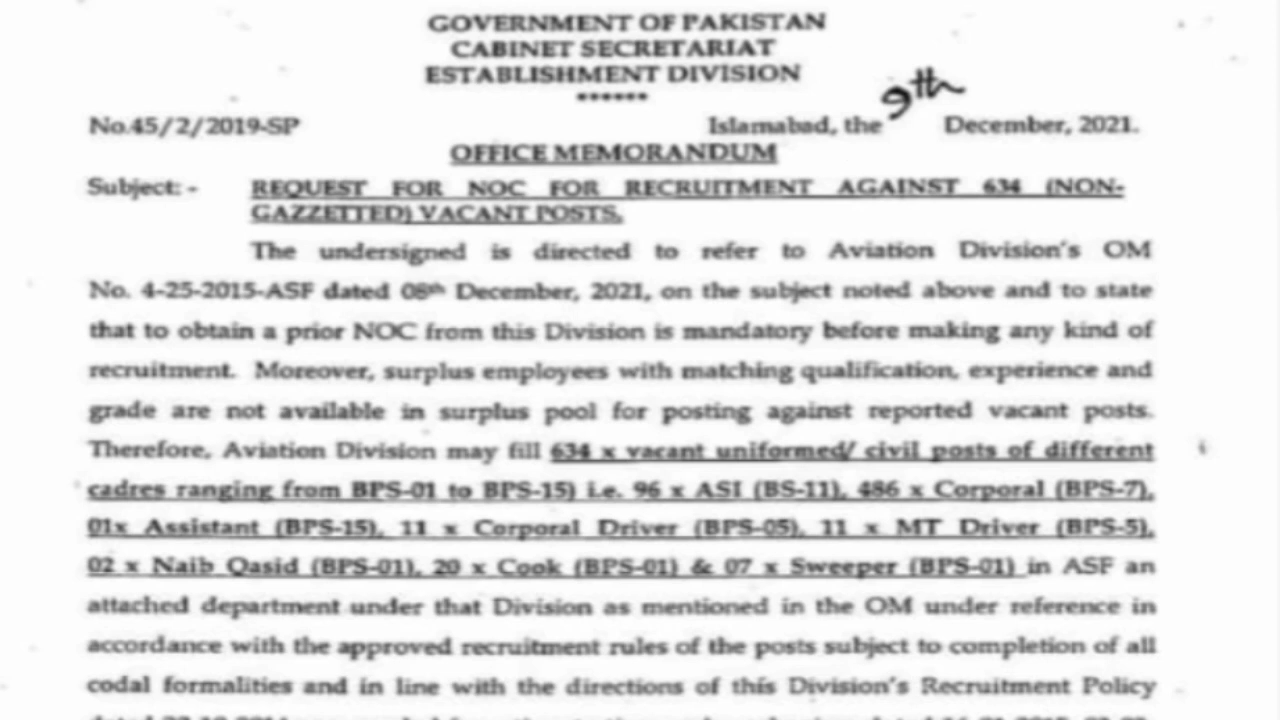 GOVERNMENT OF PAKISTAN
CABINET SECRETARIAT
ESTABLISHMENT DIVISION
******
No.45/2/2019-SP Islamabad, the 9th December, 2021.
OFFICE MEMORANDUM
Subject: - REQUEST FOR NOC FOR RECRUITMENT AGAINST 634 (NON-
GAZZETTED) VACANT POSTS.
The undersigned is directed to refer to Aviation Division's OM
No. 4-25-2015-ASF dated 08th December, 2021, on the subject noted above and to state
that to obtain a prior NOC from this Division is mandatory before making any kind of
recruitment. Moreover, surplus employees with matching qualification, experience and
grade are not available in surplus pool for posting against reported vacant posts.
Therefore, Aviation Division may fill 634 x vacant uniformed/ civil posts of different
cadres ranging from BPS-01 to BPS-15) i.e. 96 x ASI (BS-11), 486 x Corporal (BPS-7),
01x Assistant (BPS-15), 11 x Corporal Driver (BPS-05), 11 x MT Driver (BPS-5),
02 x Naib Qasid (BPS-01), 20 x Cook (BPS-01) & 07 x Sweeper (BPS-01) in ASF an
attached department under that Division as mentioned in the OM under reference in
accordance with the approved recruitment rules of the posts subject to completion of all
codal formalities and in line with the directions of this Division's Recruitment Policy